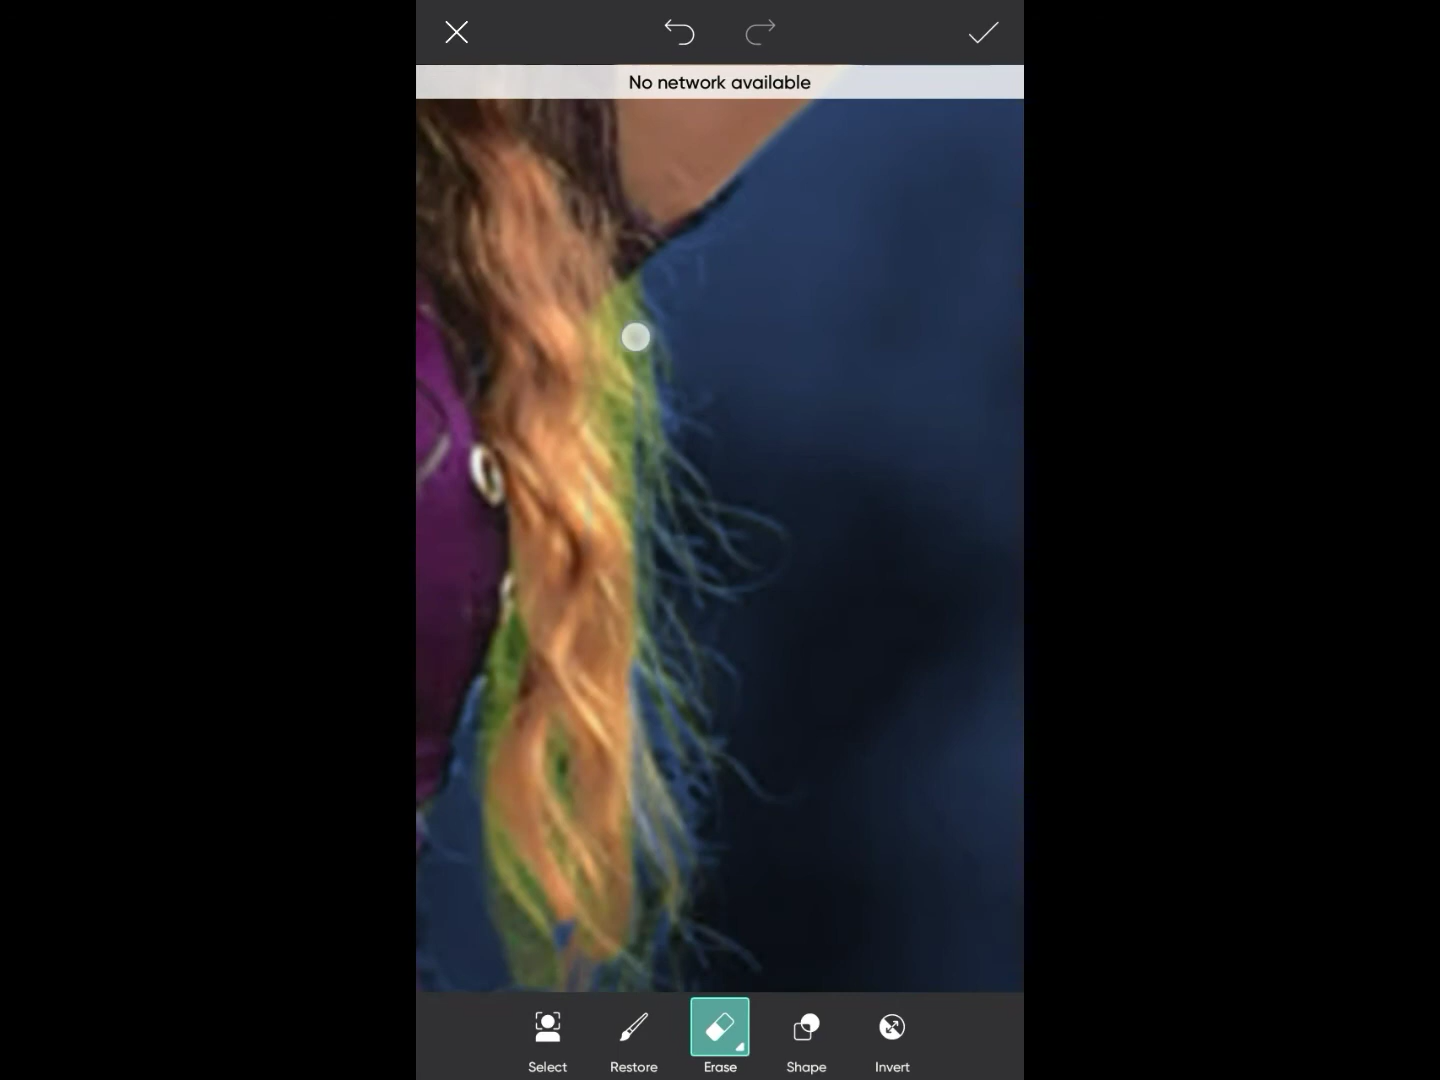 No network available
Select
Restore
Erase
Shape
Invert